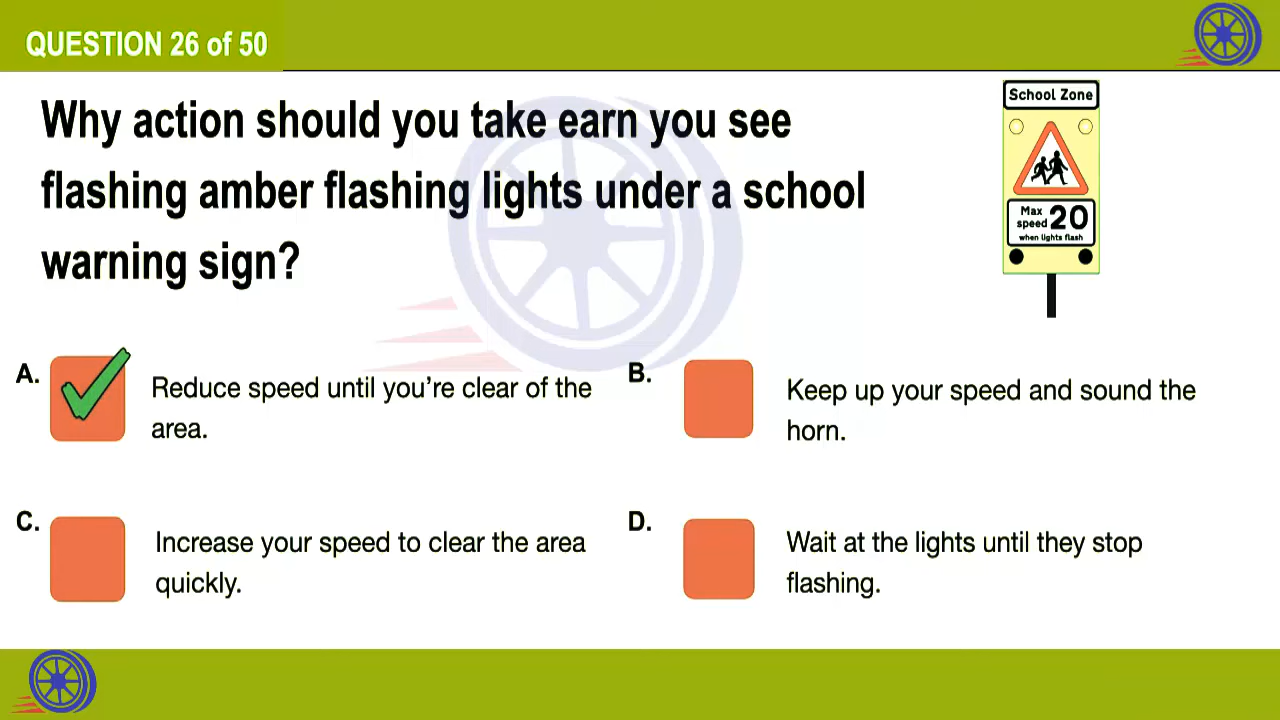 QUESTION 26 of 50
Why action should you take earn you see
flashing amber flashing lights under a school
warning sign?
School Zone
Max
speed 20
when lights flash
A.
Reduce speed until you're clear of the
area.
B.
Keep up your speed and sound the
horn.
C.
Increase your speed to clear the area
quickly.
D.
Wait at the lights until they stop
flashing.